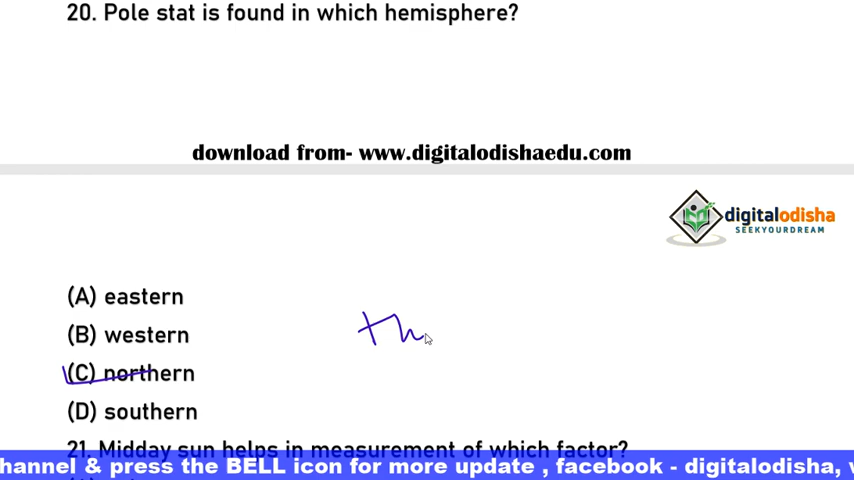 20. Pole stat is found in which hemisphere?
download from- www.digitalodishaedu.com
digitalodisha
SEEKYOURDREAM
(A) eastern
(B) western
(C) northern
(D) southern
21. Midday sun helps in measurement of which factor?
hannel & press the BELL icon for more update , facebook - digitalodisha, w